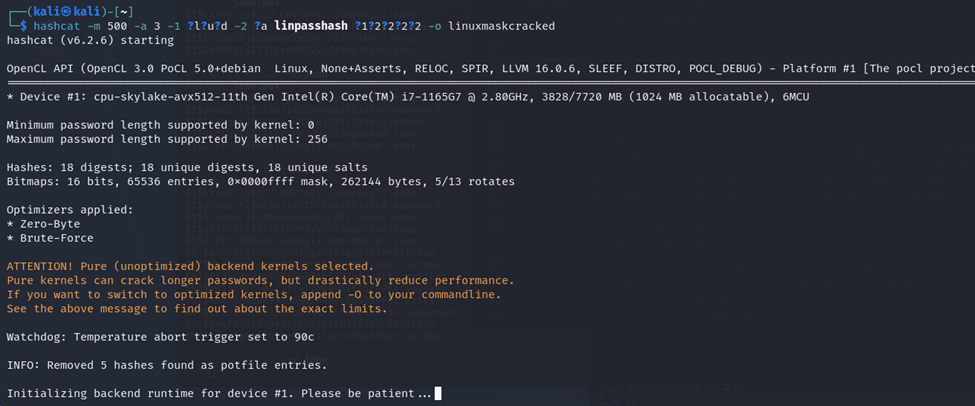 ┌──(kali㉿kali)-[~]
└─$ hashcat -m 500 -a 3 -1 ?l?u?d -2 ?a linpasshash ?1?2?2?2?2 -o linuxmaskcracked
hashcat (v6.2.6) starting
OpenCL API (OpenCL 3.0 PoCL 5.0+debian  Linux, None+Asserts, RELOC, SPIR, LLVM 16.0.6, SLEEF, DISTRO, POCL_DEBUG) - Platform #1 [The pocl project
* Device #1: cpu-skylake-avx512-11th Gen Intel(R) Core(TM) i7-1165G7 @ 2.80GHz, 3828/7720 MB (1024 MB allocatable), 6MCU
Minimum password length supported by kernel: 0
Maximum password length supported by kernel: 256
Hashes: 18 digests; 18 unique digests, 18 unique salts
Bitmaps: 16 bits, 65536 entries, 0x0000ffff mask, 262144 bytes, 5/13 rotates
Optimizers applied:
* Zero-Byte
* Brute-Force
ATTENTION! Pure (unoptimized) backend kernels selected.
Pure kernels can crack longer passwords, but drastically reduce performance.
If you want to switch to optimized kernels, append -O to your commandline.
See the above message to find out about the exact limits.
Watchdog: Temperature abort trigger set to 90c
INFO: Removed 5 hashes found as potfile entries.
Initializing backend runtime for device #1. Please be patient...